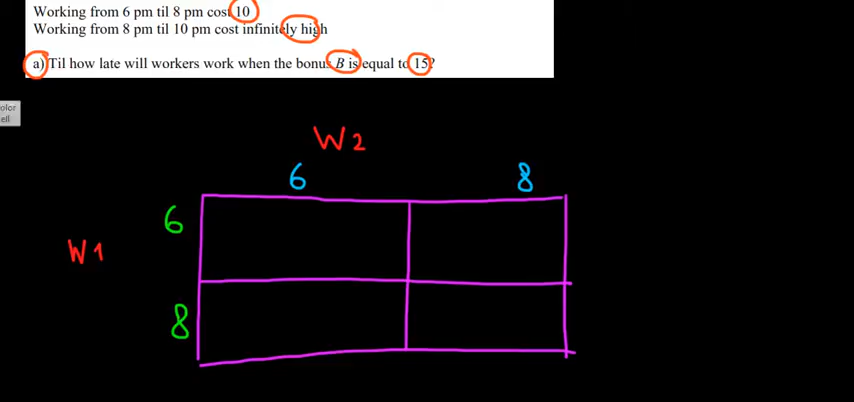 Working from 6 pm til 8 pm cost 10
Working from 8 pm til 10 pm cost infinitely high
a) Til how late will workers work when the bonus B is equal to 15?
olor
ell
W2
6 8
6
W1
8